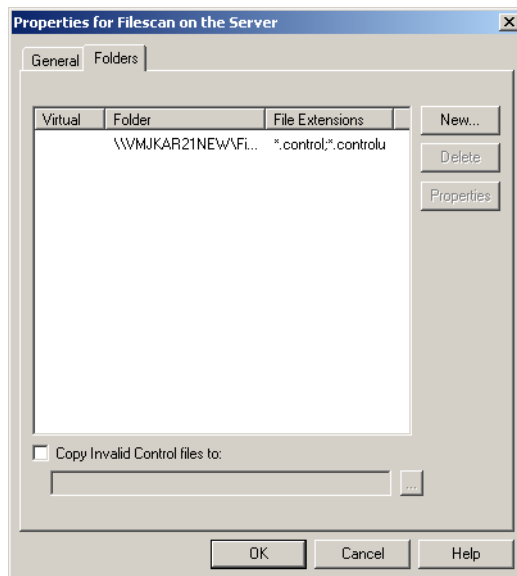 Properties for Filescan on the Server
General Folders
Virtual Folder File Extensions
\\VMJKAR21NEW\Fi... *.control;*.controlu
New...
Delete
Properties
Copy Invalid Control files to:
...
OK Cancel Help